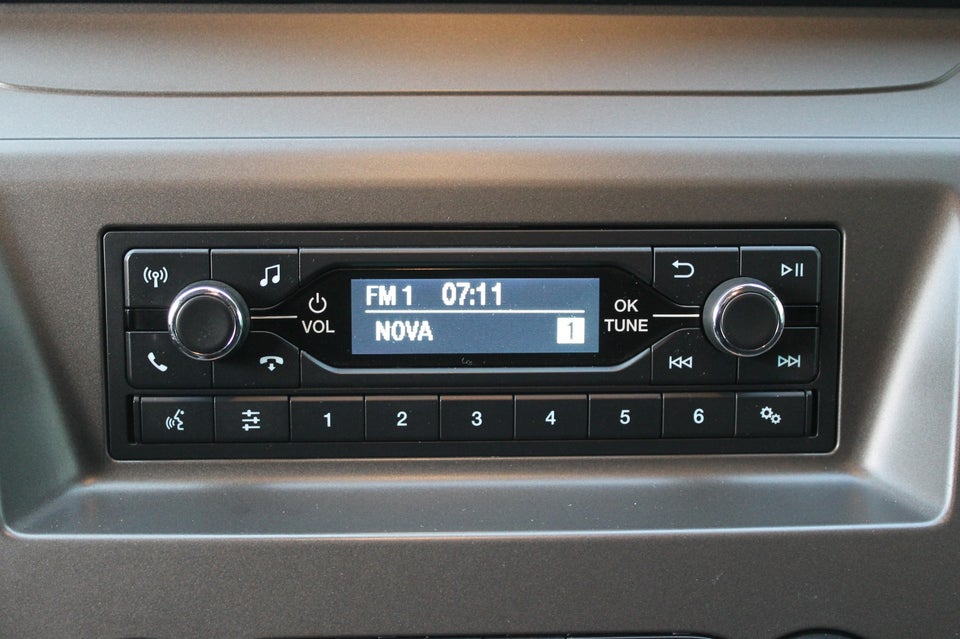 FM 1 07:11
NOVA 1
VOL
OK
TUNE
1 2 3 4 5 6